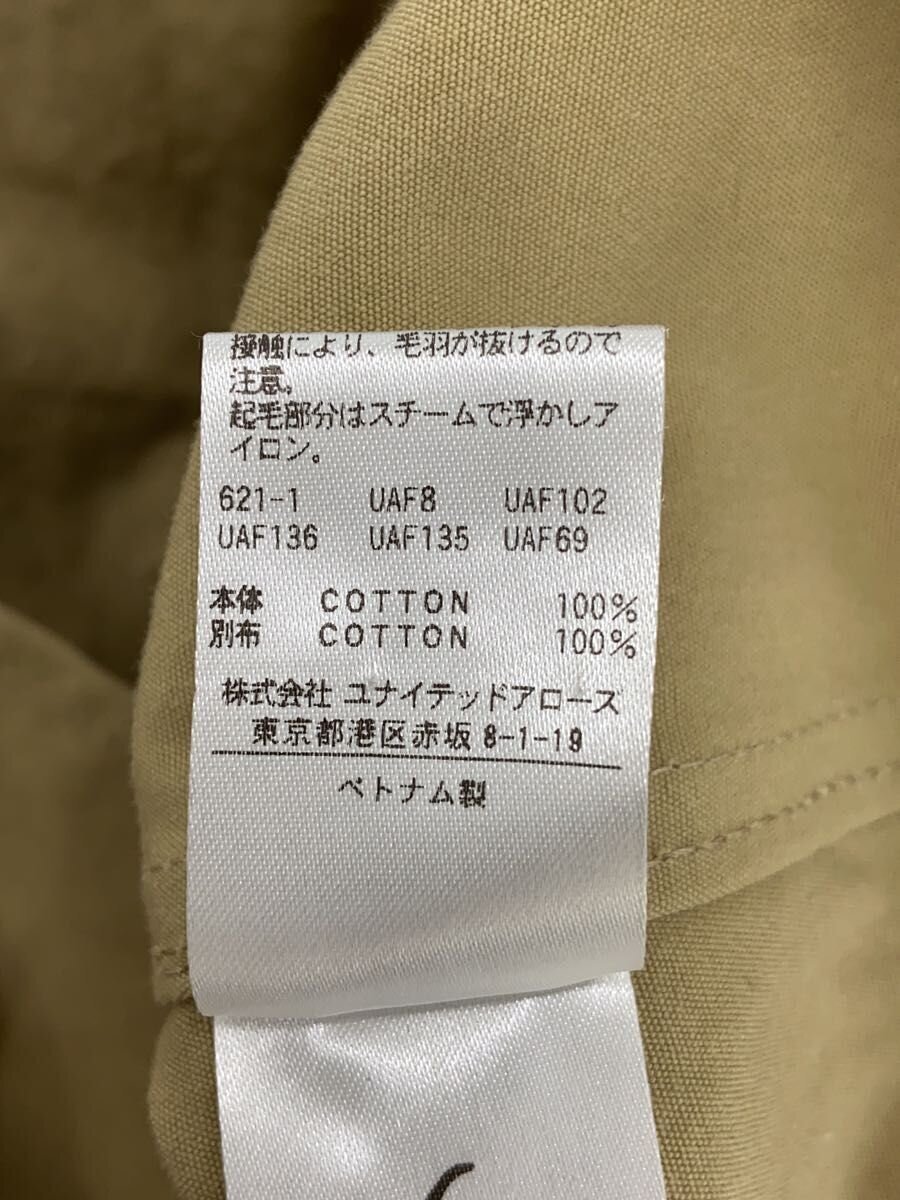 接触により、毛羽が抜けるので
注意。
起毛部分はスチームで浮かしア
イロン。
621-1 UAF8 UAF102
UAF136 UAF135 UAF69
本体 COTTON 100%
別布 COTTON 100%
株式会社 ユナイテッドアローズ
東京都港区赤坂8-1-19
ベトナム製